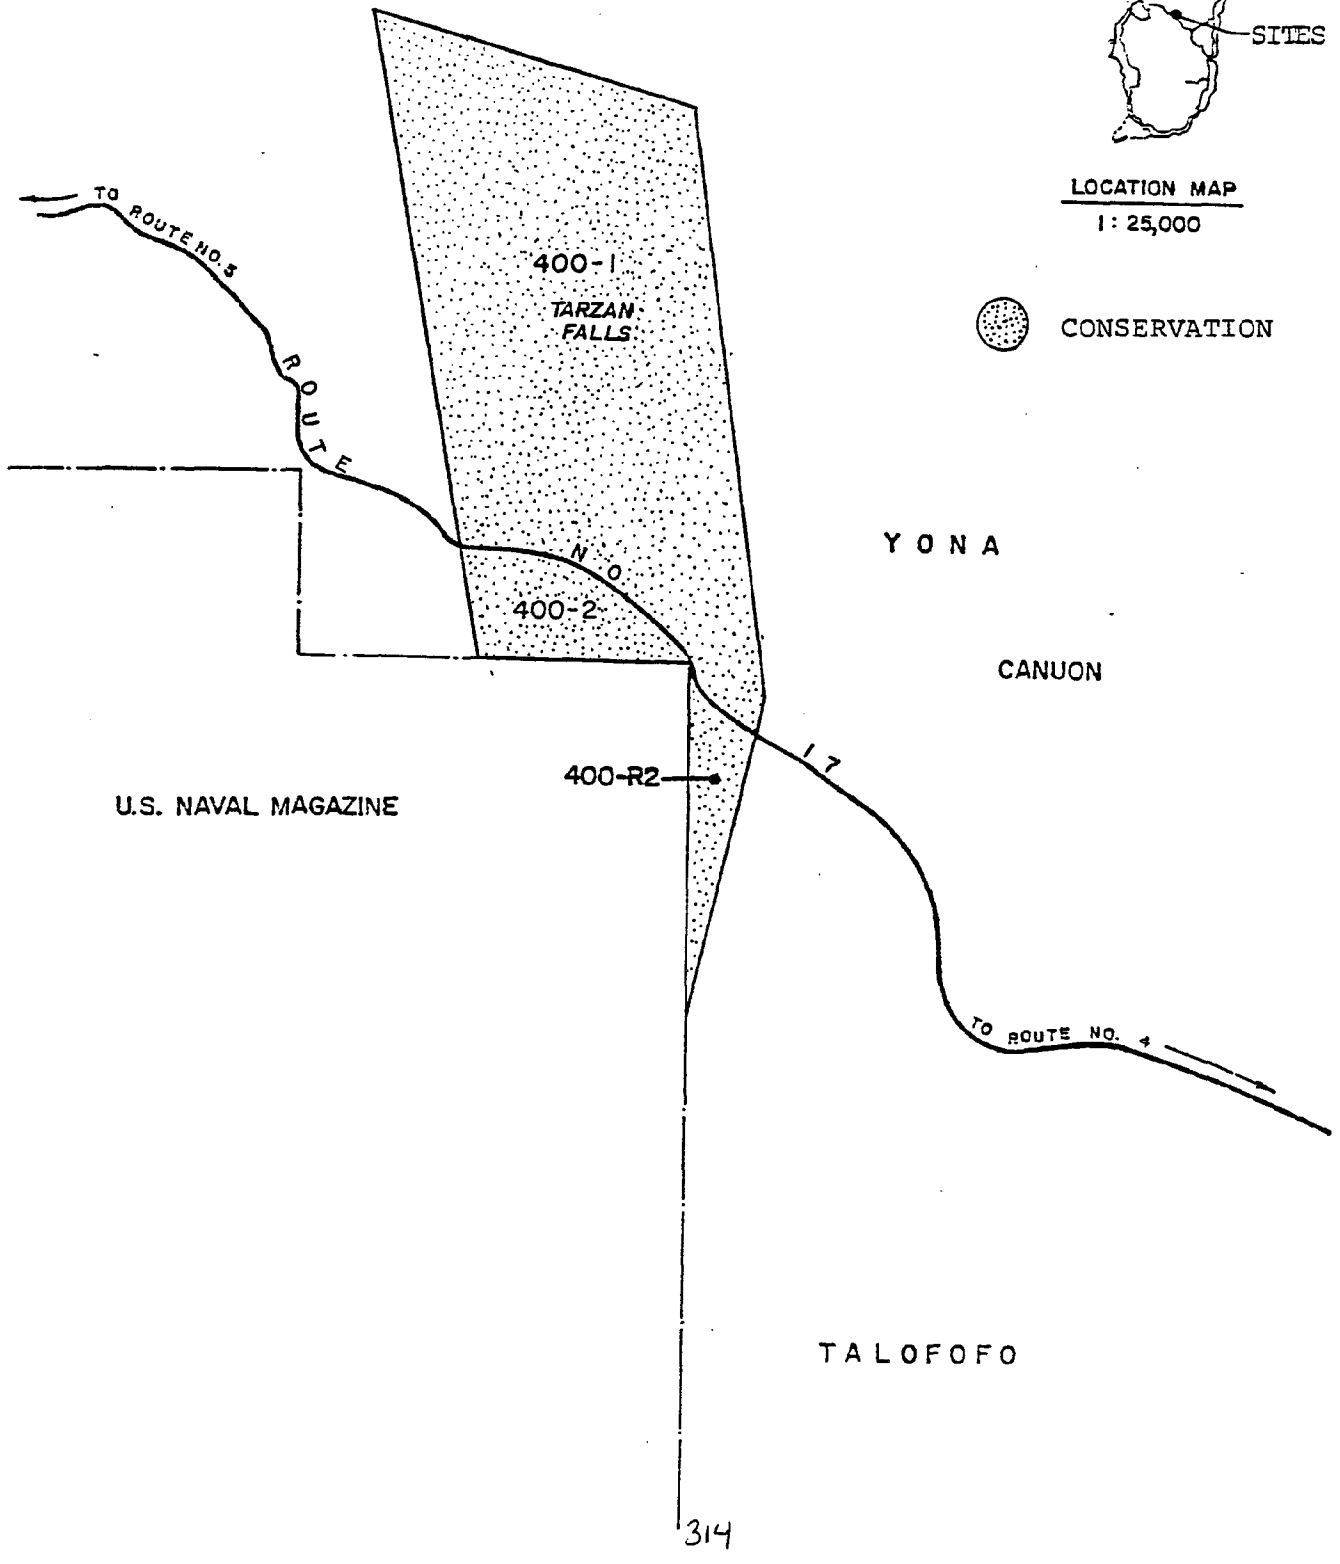 SITES
LOCATION MAP
1: 25,000
TO ROUTE NO. 5
400-1
TARZAN
FALLS
CONSERVATION
ROUTE NO 17
YONA
400-2
CANUON
400-R2
U.S. NAVAL MAGAZINE
TO ROUTE NO. 4
TALOFOFO
314